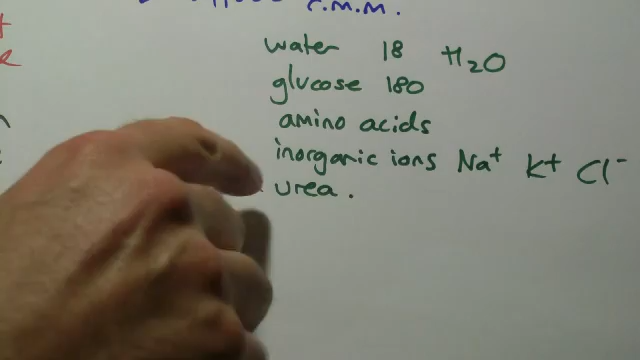 r.m.m.
water 18 H₂O
glucose 180
amino acids
inorganic ions Na⁺ K⁺ Cl⁻
urea.